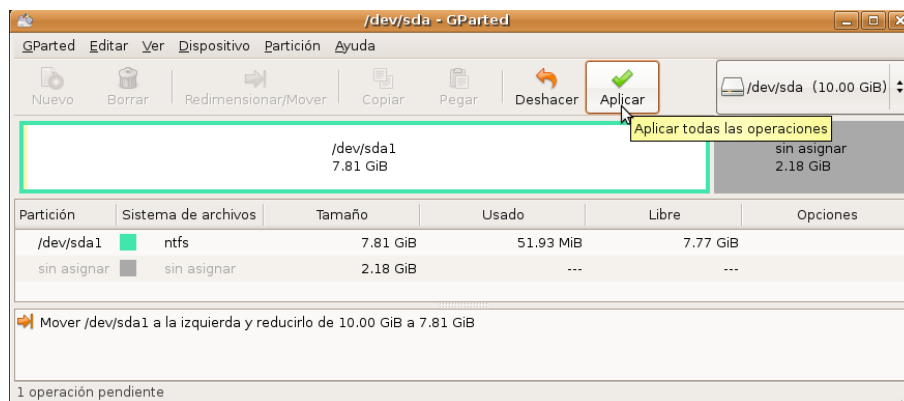 /dev/sda - GParted
GParted Editar Ver Dispositivo Partición Ayuda
Nuevo Borrar Redimensionar/Mover Copiar Pegar Deshacer Aplicar /dev/sda (10.00 GiB)
Aplicar todas las operaciones
/dev/sda1 sin asignar
7.81 GiB 2.18 GiB
Partición Sistema de archivos Tamaño Usado Libre Opciones
/dev/sda1 ntfs 7.81 GiB 51.93 MiB 7.77 GiB
sin asignar sin asignar 2.18 GiB --- ---
Mover /dev/sda1 a la izquierda y reducirlo de 10.00 GiB a 7.81 GiB
1 operación pendiente